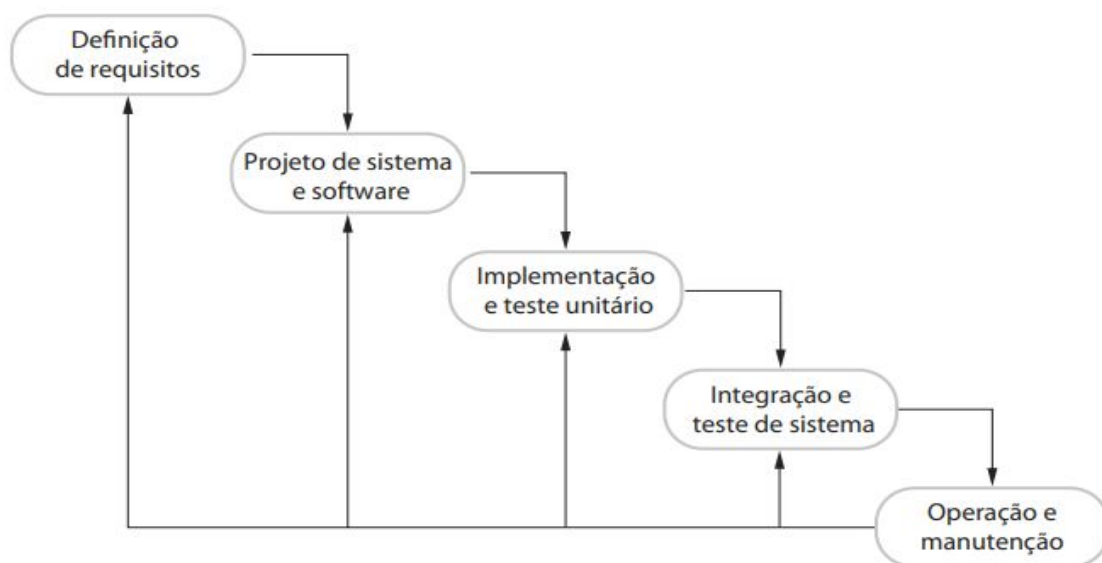 Definição
de requisitos
Projeto de sistema
e software
Implementação
e teste unitário
Integração e
teste de sistema
Operação e
manutenção